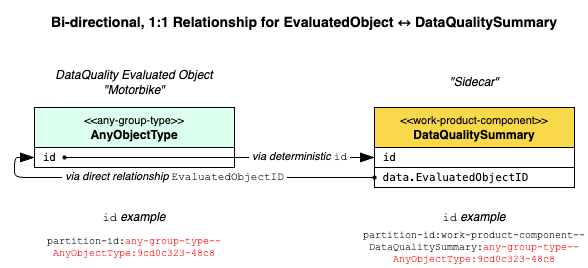 Bi-directional, 1:1 Relationship for EvaluatedObject ↔ DataQualitySummary
DataQuality Evaluated Object
"Motorbike"
"Sidecar"
<<any-group-type>>
AnyObjectType
<<work-product-component>>
DataQualitySummary
id
via deterministic id
id
via direct relationship EvaluatedObjectID
data.EvaluatedObjectID
id example
partition-id:any-group-type--
AnyObjectType:9cd0c323-48c8
id example
partition-id:work-product-component--
DataQualitySummary:any-group-type--
AnyObjectType:9cd0c323-48c8